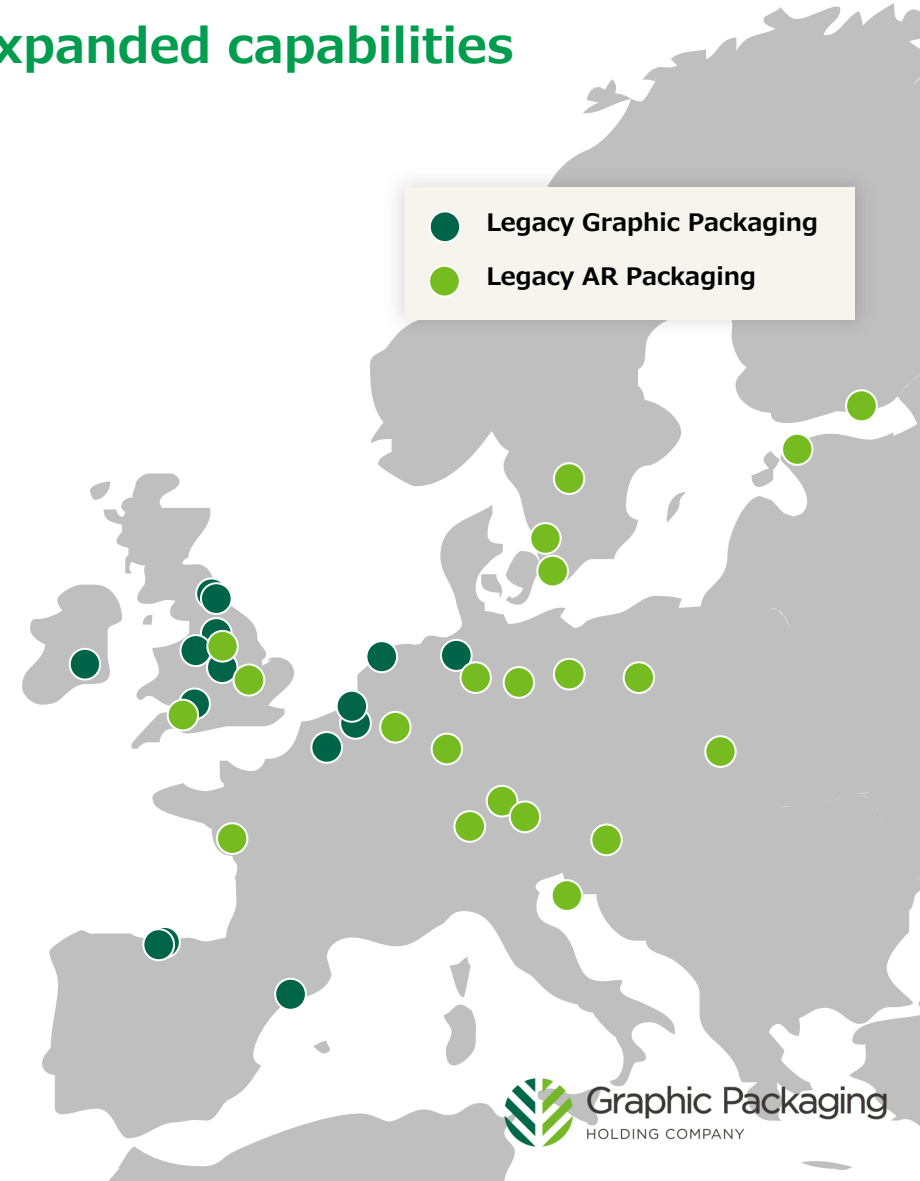 xpanded capabilities
Legacy Graphic Packaging
Legacy AR Packaging
Graphic Packaging
HOLDING COMPANY